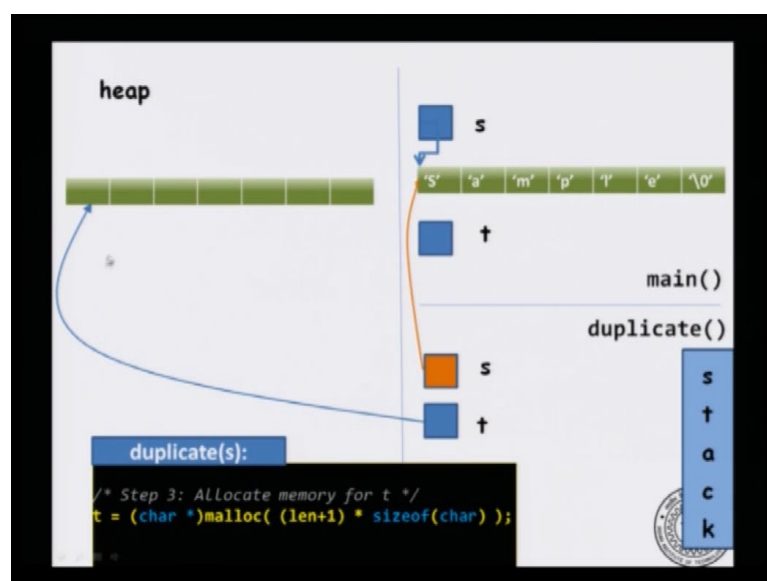 heap
s
'S' 'a' 'm' 'p' 'l' 'e' '\0'
t
main()
duplicate()
s
t
s
t
a
c
k
duplicate(s):
/* Step 3: Allocate memory for t */
t = (char *)malloc( (len+1) * sizeof(char) );